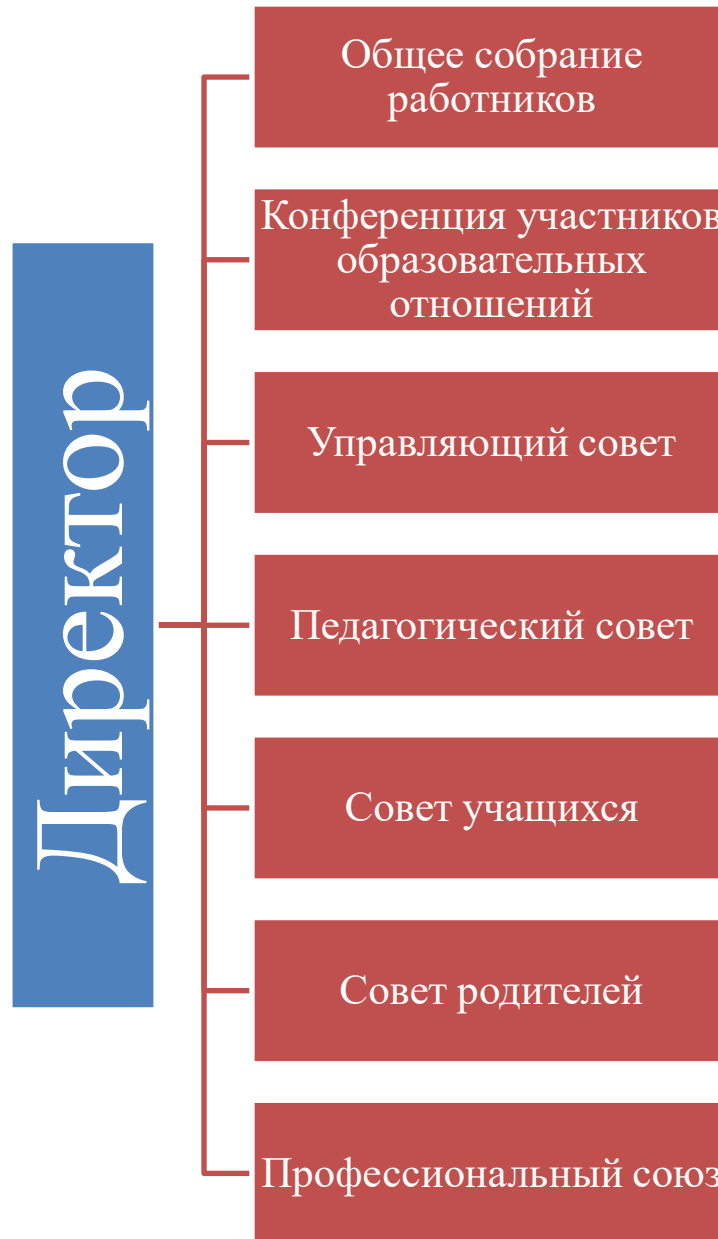 Директор
Общее собрание
работников
Конференция участников
образовательных
отношений
Управляющий совет
Педагогический совет
Совет учащихся
Совет родителей
Профессиональный союз